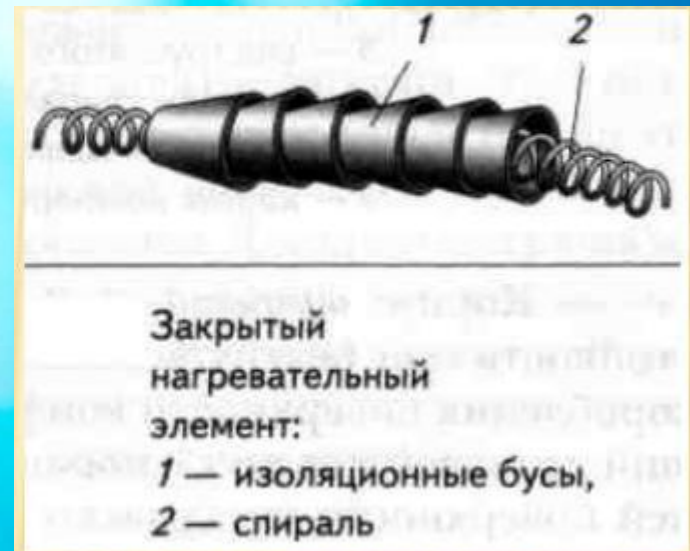 1 2
Закрытый
нагревательный
элемент:
1 — изоляционные бусы,
2 — спираль